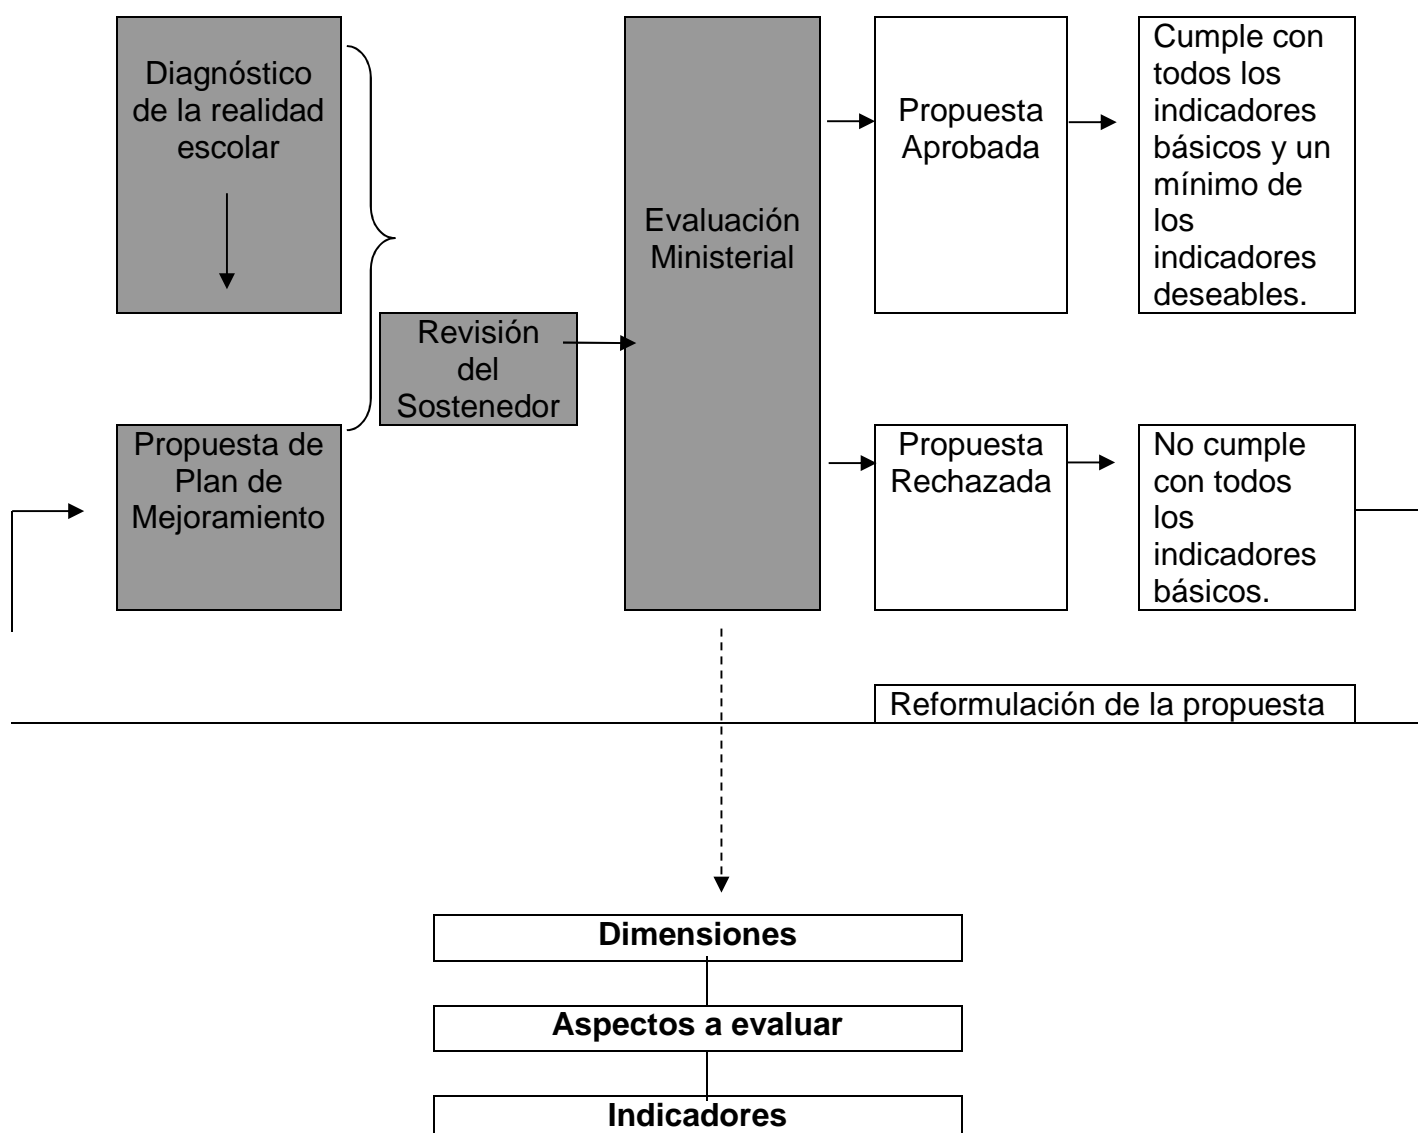 Diagnóstico
de la realidad
escolar
Propuesta de
Plan de
Mejoramiento
Revisión
del
Sostenedor
Evaluación
Ministerial
Propuesta
Aprobada
Cumple con
todos los
indicadores
básicos y un
mínimo de
los
indicadores
deseables.
Propuesta
Rechazada
No cumple
con todos
los
indicadores
básicos.
Reformulación de la propuesta
Dimensiones
Aspectos a evaluar
Indicadores